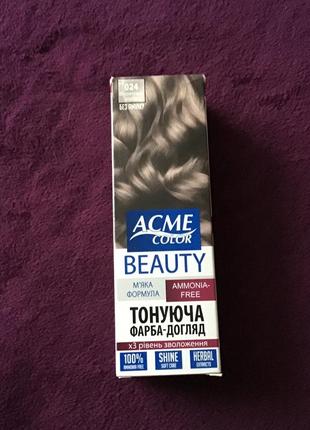 024
БЕЗ АМІАКУ
ACME
COLOR
BEAUTY
М'ЯКА
ФОРМУЛА
AMMONIA-
FREE
ТОНУЮЧА
ФАРБА-ДОГЛЯД
х3 рівень зволоження
100%
AMMONIA FREE
SHINE
SOFT CARE
HERBAL
EXTRACTS